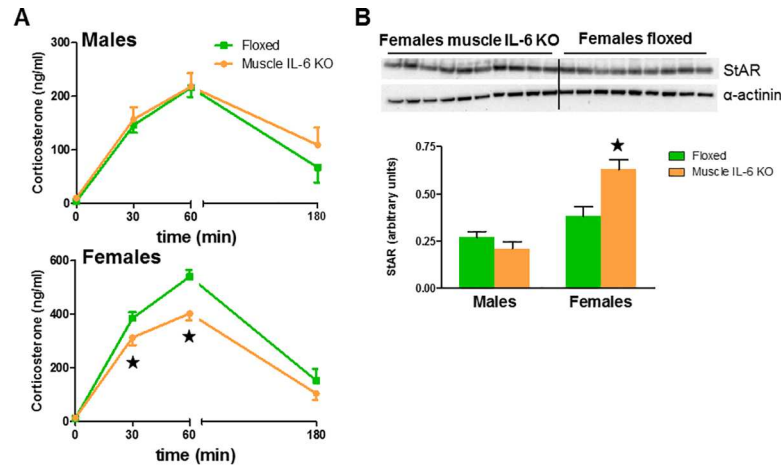 A
Males
Floxed
Muscle IL-6 KO
Corticosterone (ng/ml)
300
200
100
0
0 30 60 180
time (min)
Females
Corticosterone (ng/ml)
600
400
200
0
0 30 60 180
time (min)
B
Females muscle IL-6 KO Females floxed
StAR
α-actinin
StAR (arbitrary units)
0.75
0.50
0.25
0.00
Males Females
Floxed
Muscle IL-6 KO